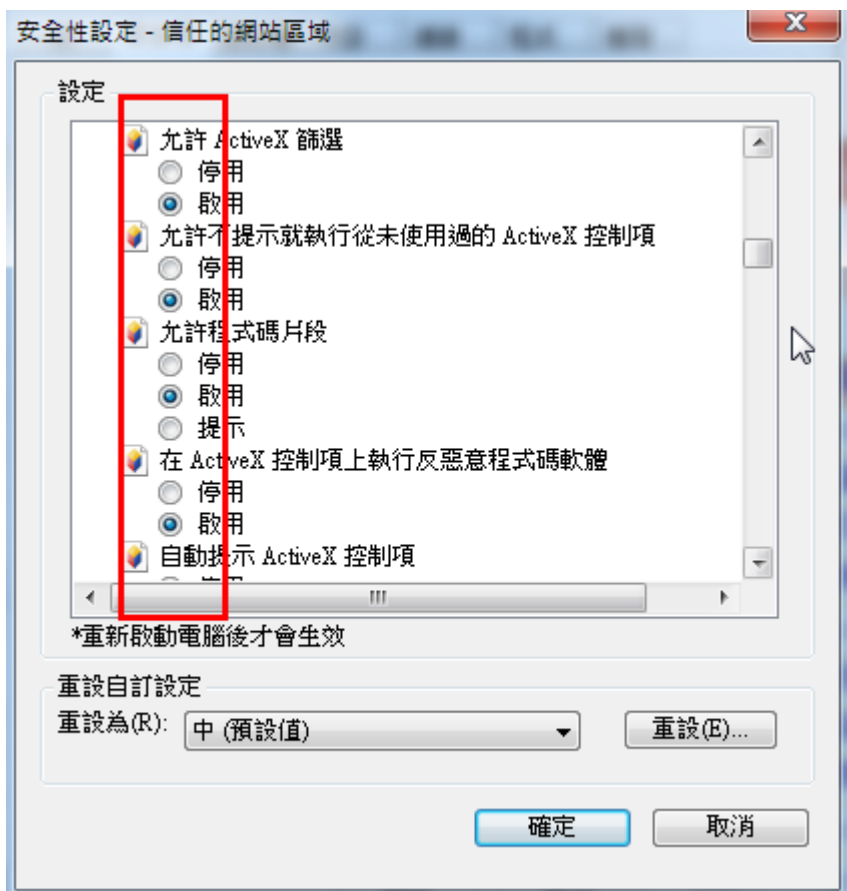 安全性設定 - 信任的網站區域
設定
允許 ActiveX 篩選
停用
啟用
允許不提示就執行從未使用過的 ActiveX 控制項
停用
啟用
允許程式碼片段
停用
啟用
提示
在 ActiveX 控制項上執行反惡意程式碼軟體
停用
啟用
自動提示 ActiveX 控制項
*重新啟動電腦後才會生效
重設自訂設定
重設為(R): 中 (預設值) 重設(E)...
確定 取消